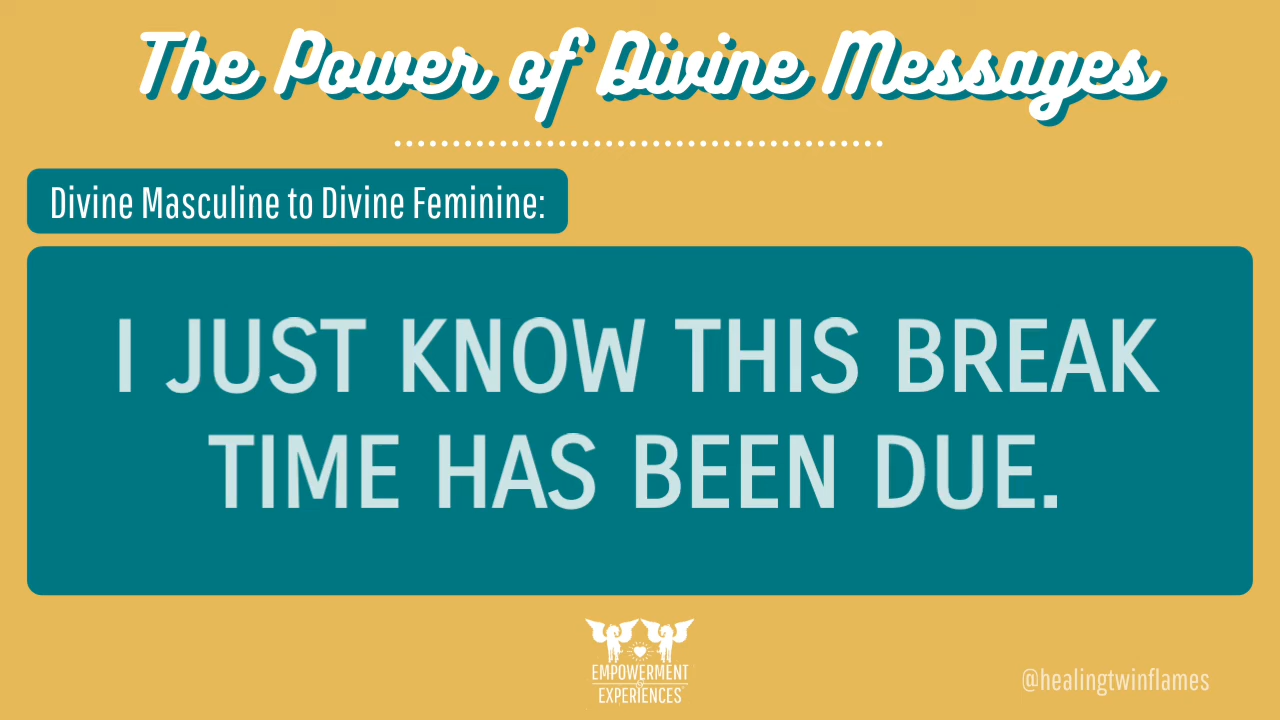 The Power of Divine Messages
Divine Masculine to Divine Feminine:
I JUST KNOW THIS BREAK
TIME HAS BEEN DUE.
EMPOWERMENT
EXPERIENCES
@healingtwinflames